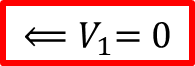 ⟸ V₁ = 0